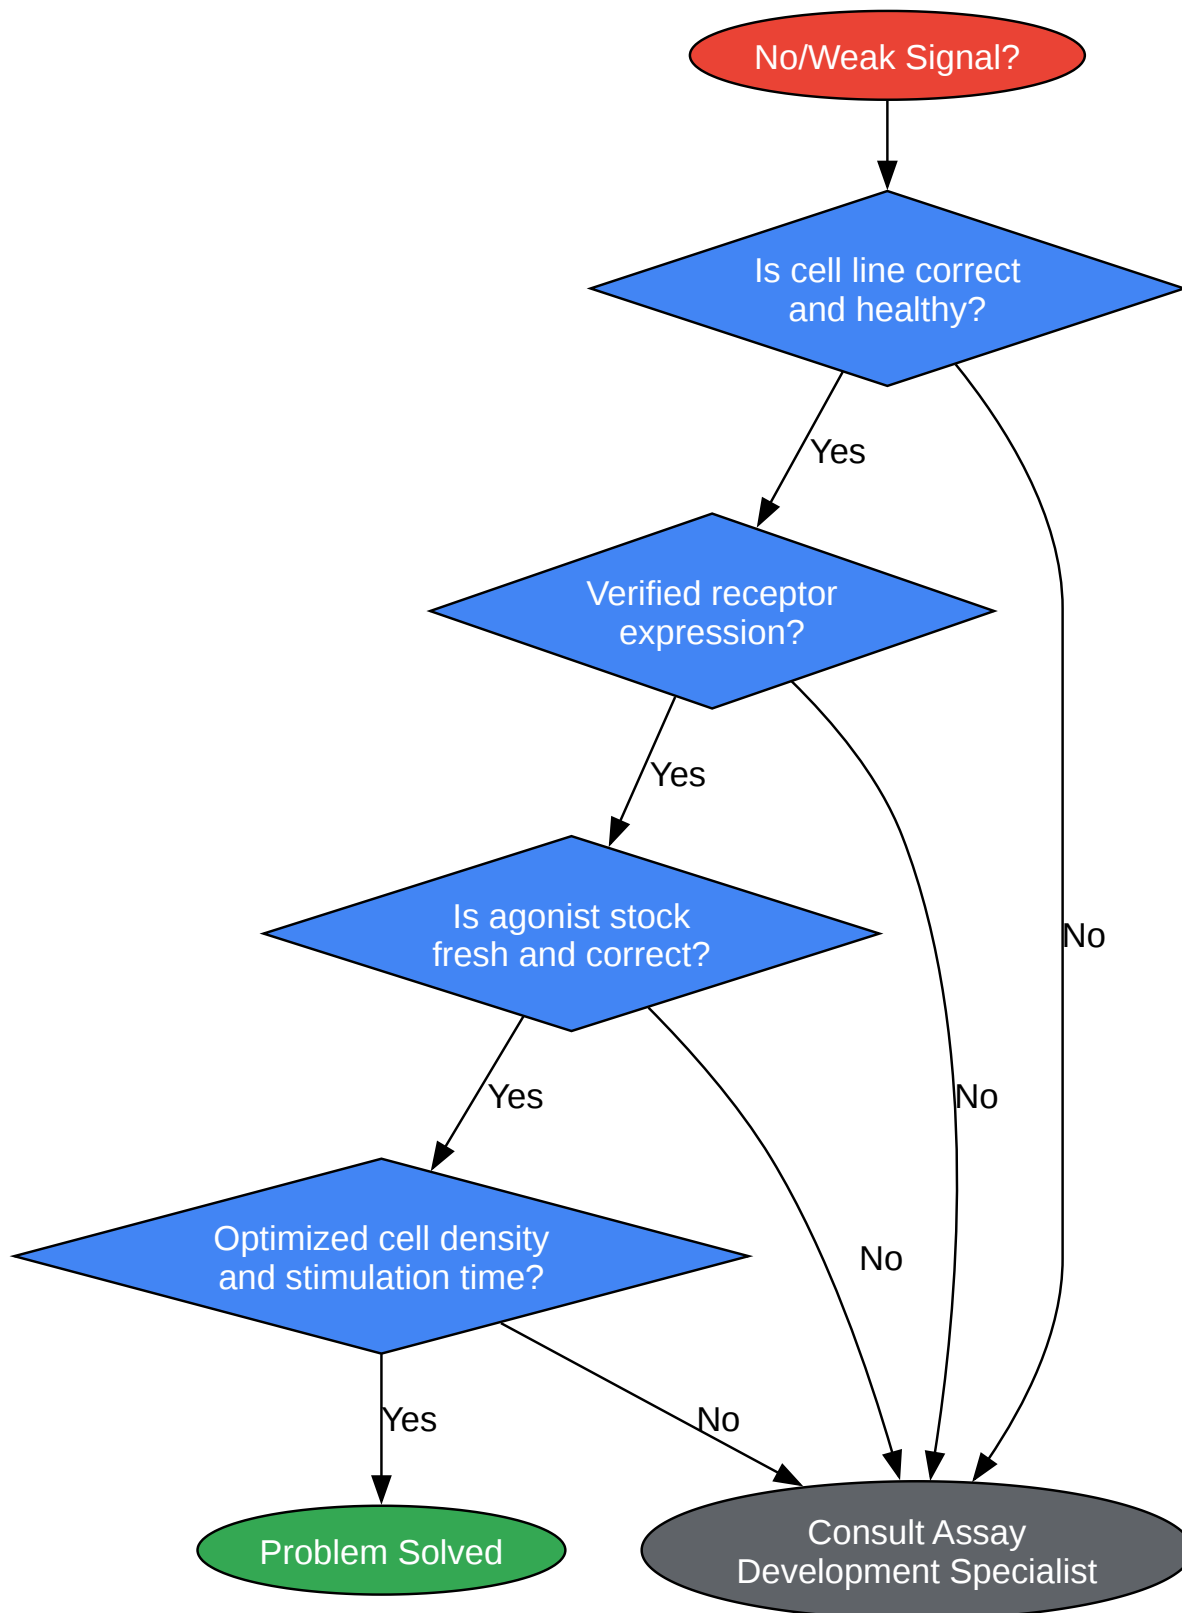 No/Weak Signal?
Is cell line correct
and healthy?
Yes
Verified receptor
expression?
Yes
No
Is agonist stock
fresh and correct?
Yes
No
No
Optimized cell density
and stimulation time?
Yes
No
Problem Solved
Consult Assay
Development Specialist